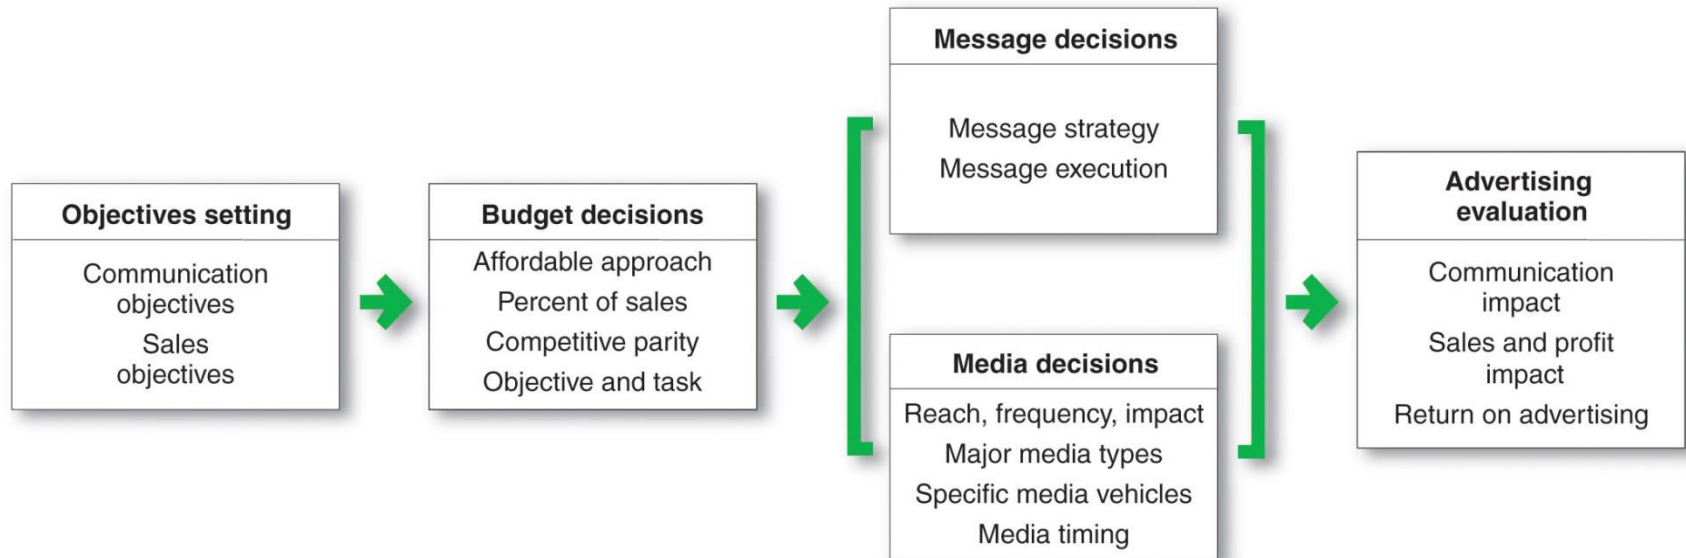 Objectives setting
Communication
objectives
Sales
objectives
Budget decisions
Affordable approach
Percent of sales
Competitive parity
Objective and task
Message decisions
Message strategy
Message execution
Media decisions
Reach, frequency, impact
Major media types
Specific media vehicles
Media timing
Advertising
evaluation
Communication
impact
Sales and profit
impact
Return on advertising